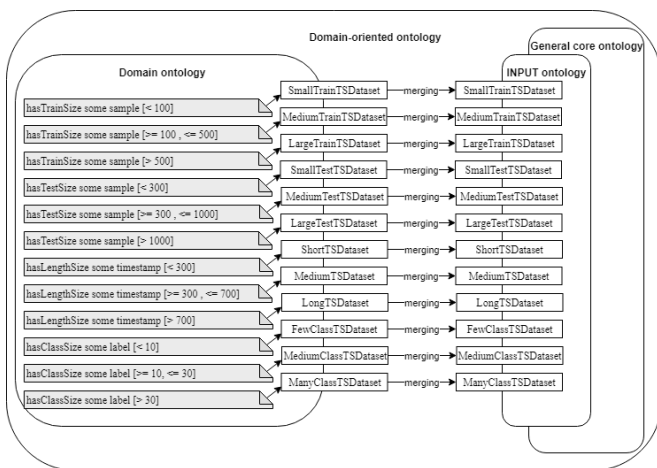 Domain-oriented ontology
General core ontology
Domain ontology
INPUT ontology
SmallTrainTSDataset merging SmallTrainTSDataset
hasTrainSize some sample [< 100]
MediumTrainTSDataset merging MediumTrainTSDataset
hasTrainSize some sample [>= 100 , <= 500]
LargeTrainTSDataset merging LargeTrainTSDataset
hasTrainSize some sample [> 500]
SmallTestTSDataset merging SmallTestTSDataset
hasTestSize some sample [< 300]
MediumTestTSDataset merging MediumTestTSDataset
hasTestSize some sample [>= 300 , <= 1000]
LargeTestTSDataset merging LargeTestTSDataset
hasTestSize some sample [> 1000]
ShortTSDataset merging ShortTSDataset
hasLengthSize some timestamp [< 300]
MediumTSDataset merging MediumTSDataset
hasLengthSize some timestamp [>= 300 , <= 700]
LongTSDataset merging LongTSDataset
hasLengthSize some timestamp [> 700]
FewClassTSDataset merging FewClassTSDataset
hasClassSize some label [< 10]
MediumClassTSDataset merging MediumClassTSDataset
hasClassSize some label [>= 10, <= 30]
ManyClassTSDataset merging ManyClassTSDataset
hasClassSize some label [> 30]